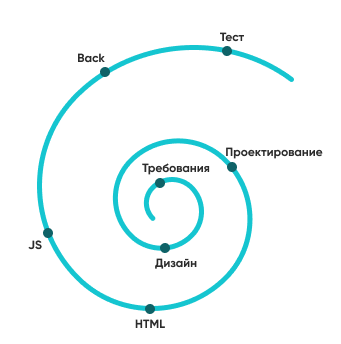 Тест
Back
Проектирование
Требования
JS
Дизайн
HTML